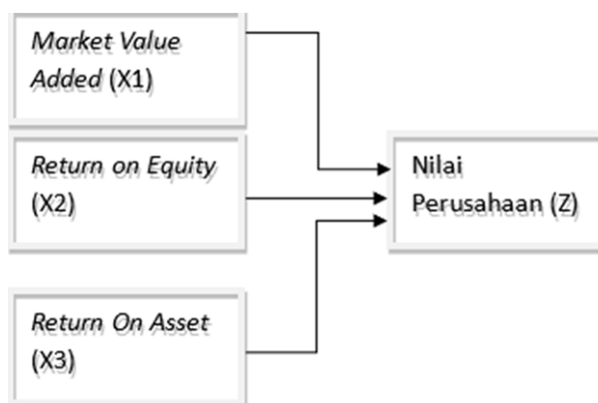 Market Value
Added (X1)
Return on Equity
(X2)
Nilai
Perusahaan (Z)
Return On Asset
(X3)